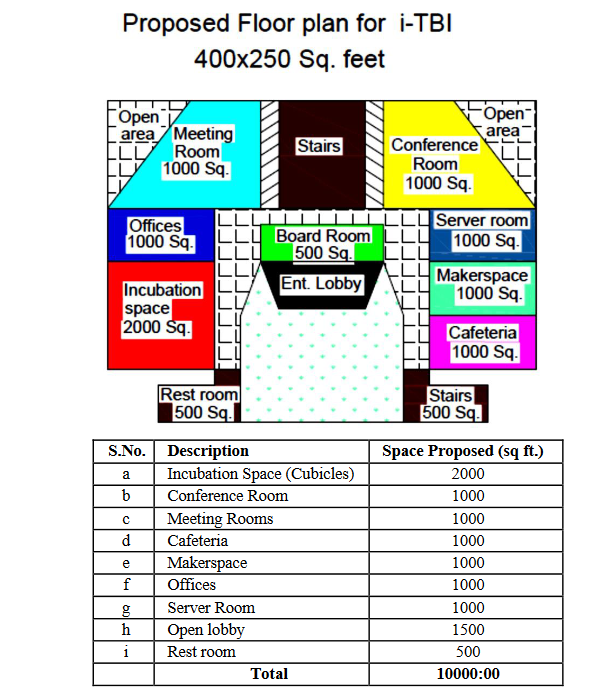 Proposed Floor plan for i-TBI
400x250 Sq. feet
Open
area
Meeting
Room
1000 Sq.
Stairs
Conference
Room
1000 Sq.
Open
area
Offices
1000 Sq.
Board Room
500 Sq.
Server room
1000 Sq.
Incubation
space
2000 Sq.
Ent. Lobby
Makerspace
1000 Sq.
Cafeteria
1000 Sq.
Rest room
500 Sq.
Stairs
500 Sq.
S.No. Description Space Proposed (sq ft.)
a Incubation Space (Cubicles) 2000
b Conference Room 1000
c Meeting Rooms 1000
d Cafeteria 1000
e Makerspace 1000
f Offices 1000
g Server Room 1000
h Open lobby 1500
i Rest room 500
Total 10000:00